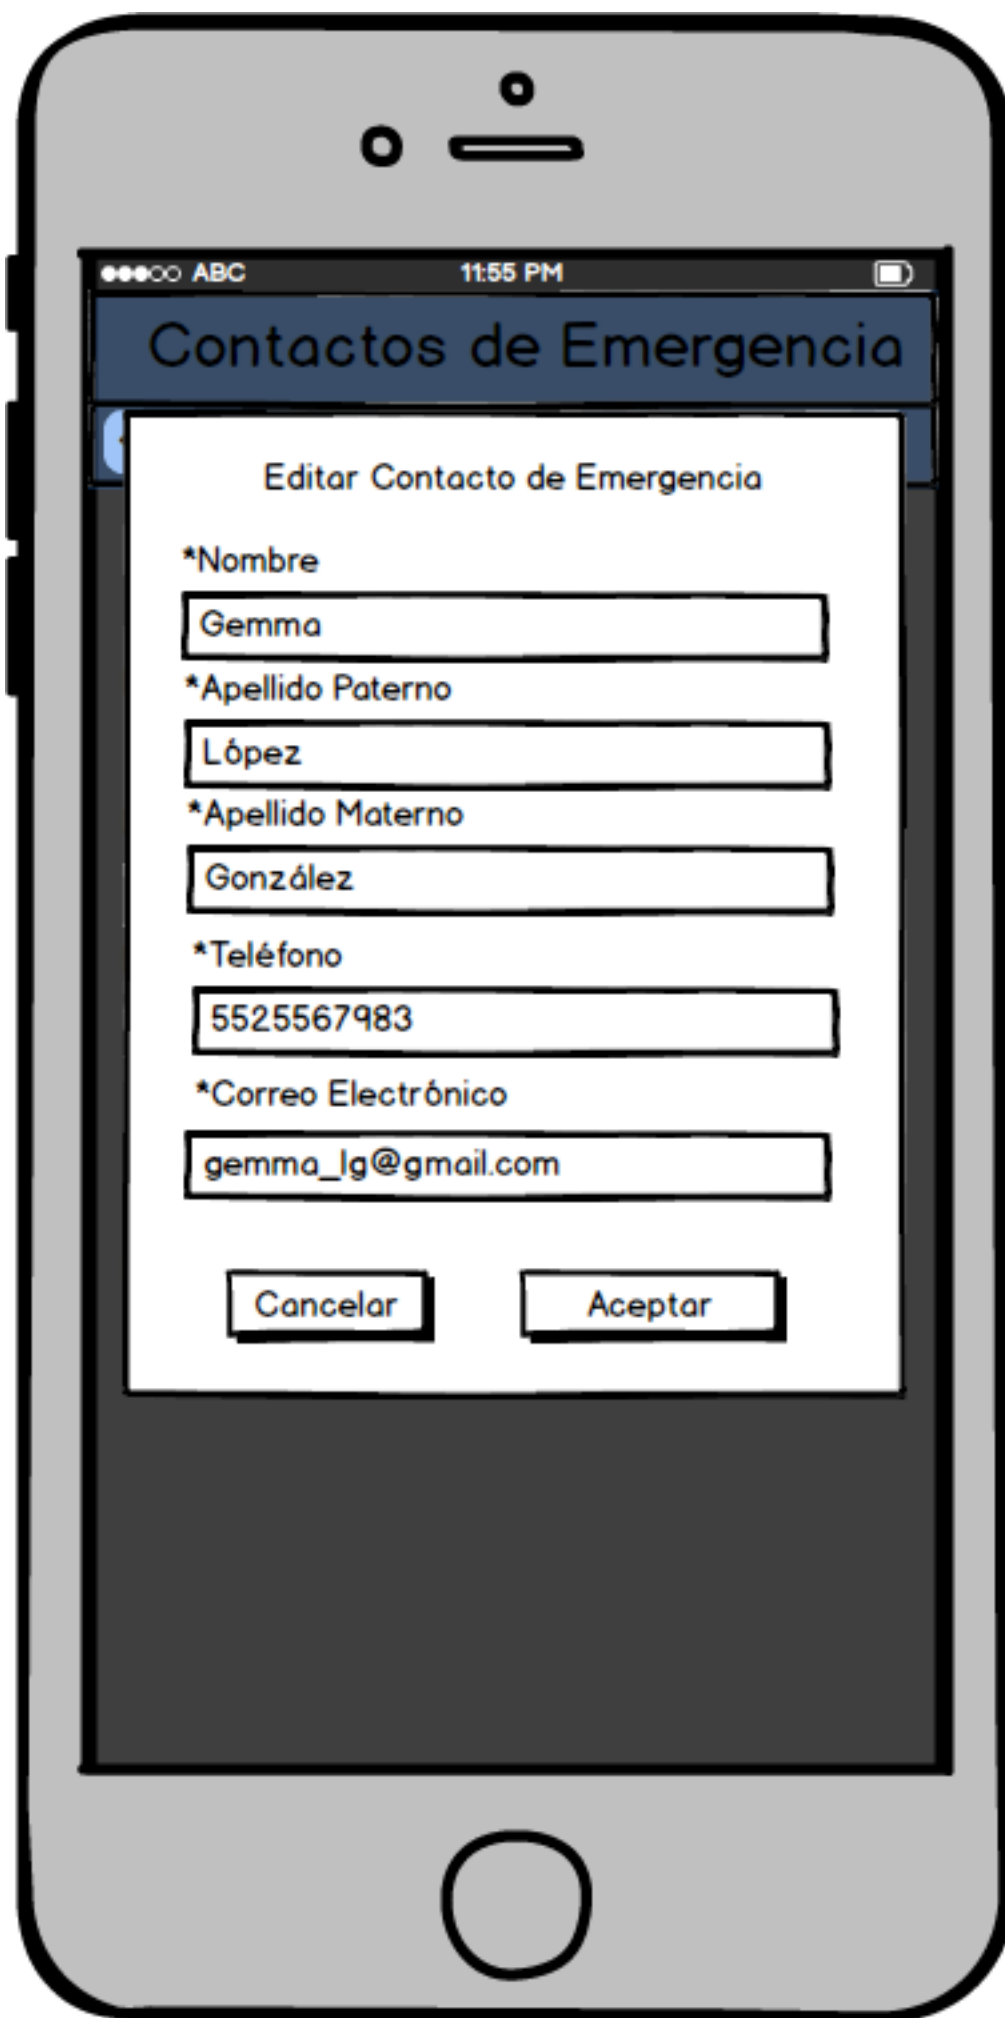 ABC 11:55 PM
Contactos de Emergencia
Editar Contacto de Emergencia
*Nombre
Gemma
*Apellido Paterno
López
*Apellido Materno
González
*Teléfono
5525567983
*Correo Electrónico
gemma_lg@gmail.com
Cancelar Aceptar